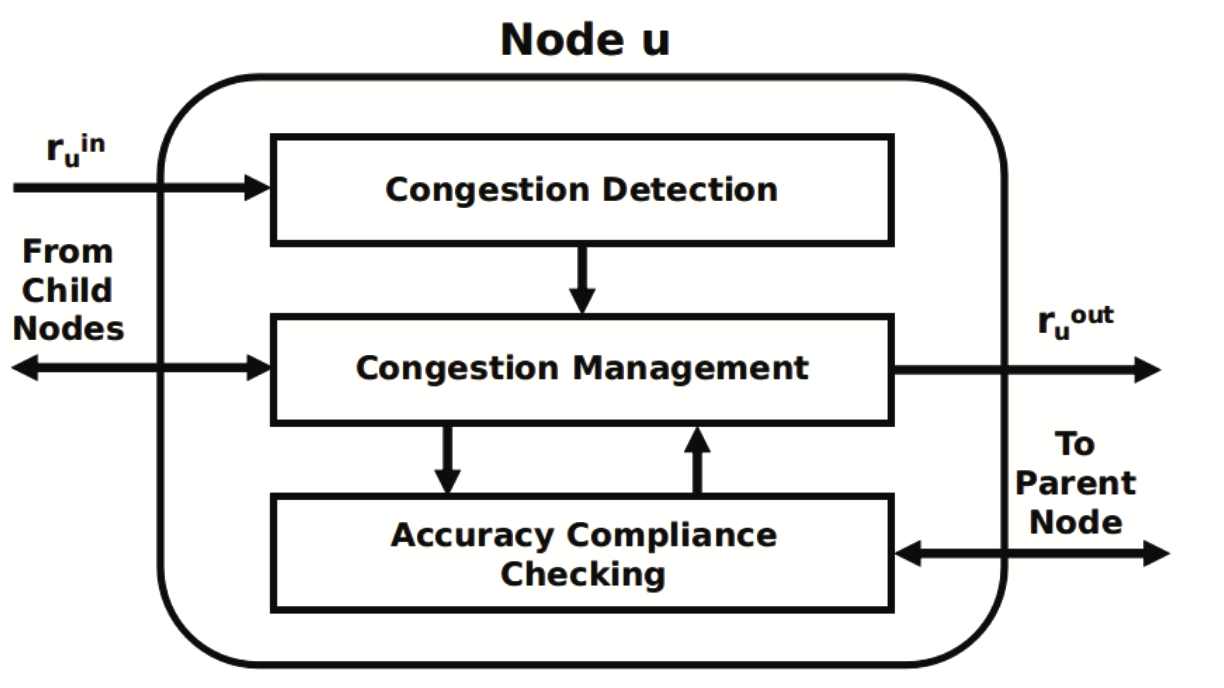 Node u
r_u^in
Congestion Detection
From
Child
Nodes
Congestion Management
r_u^out
To
Parent
Node
Accuracy Compliance
Checking